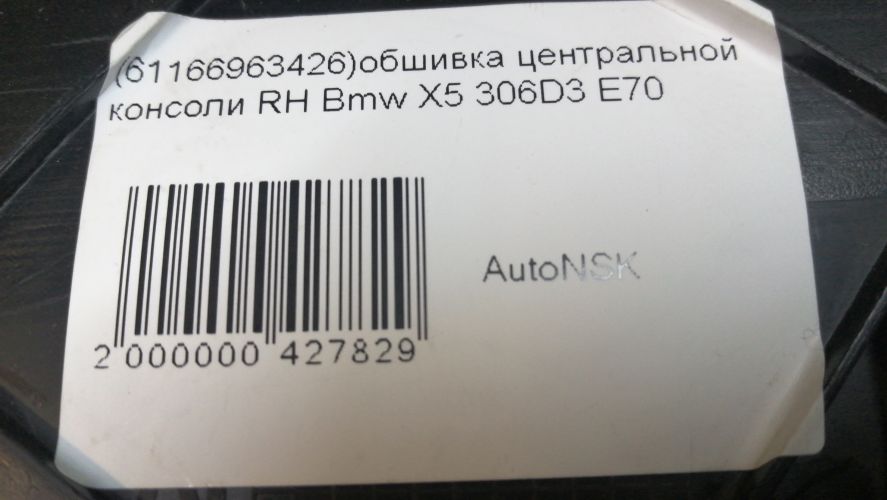 (61166963426)обшивка центральной
консоли RH Bmw X5 306D3 E70
AutoNSK
2 000000 427829